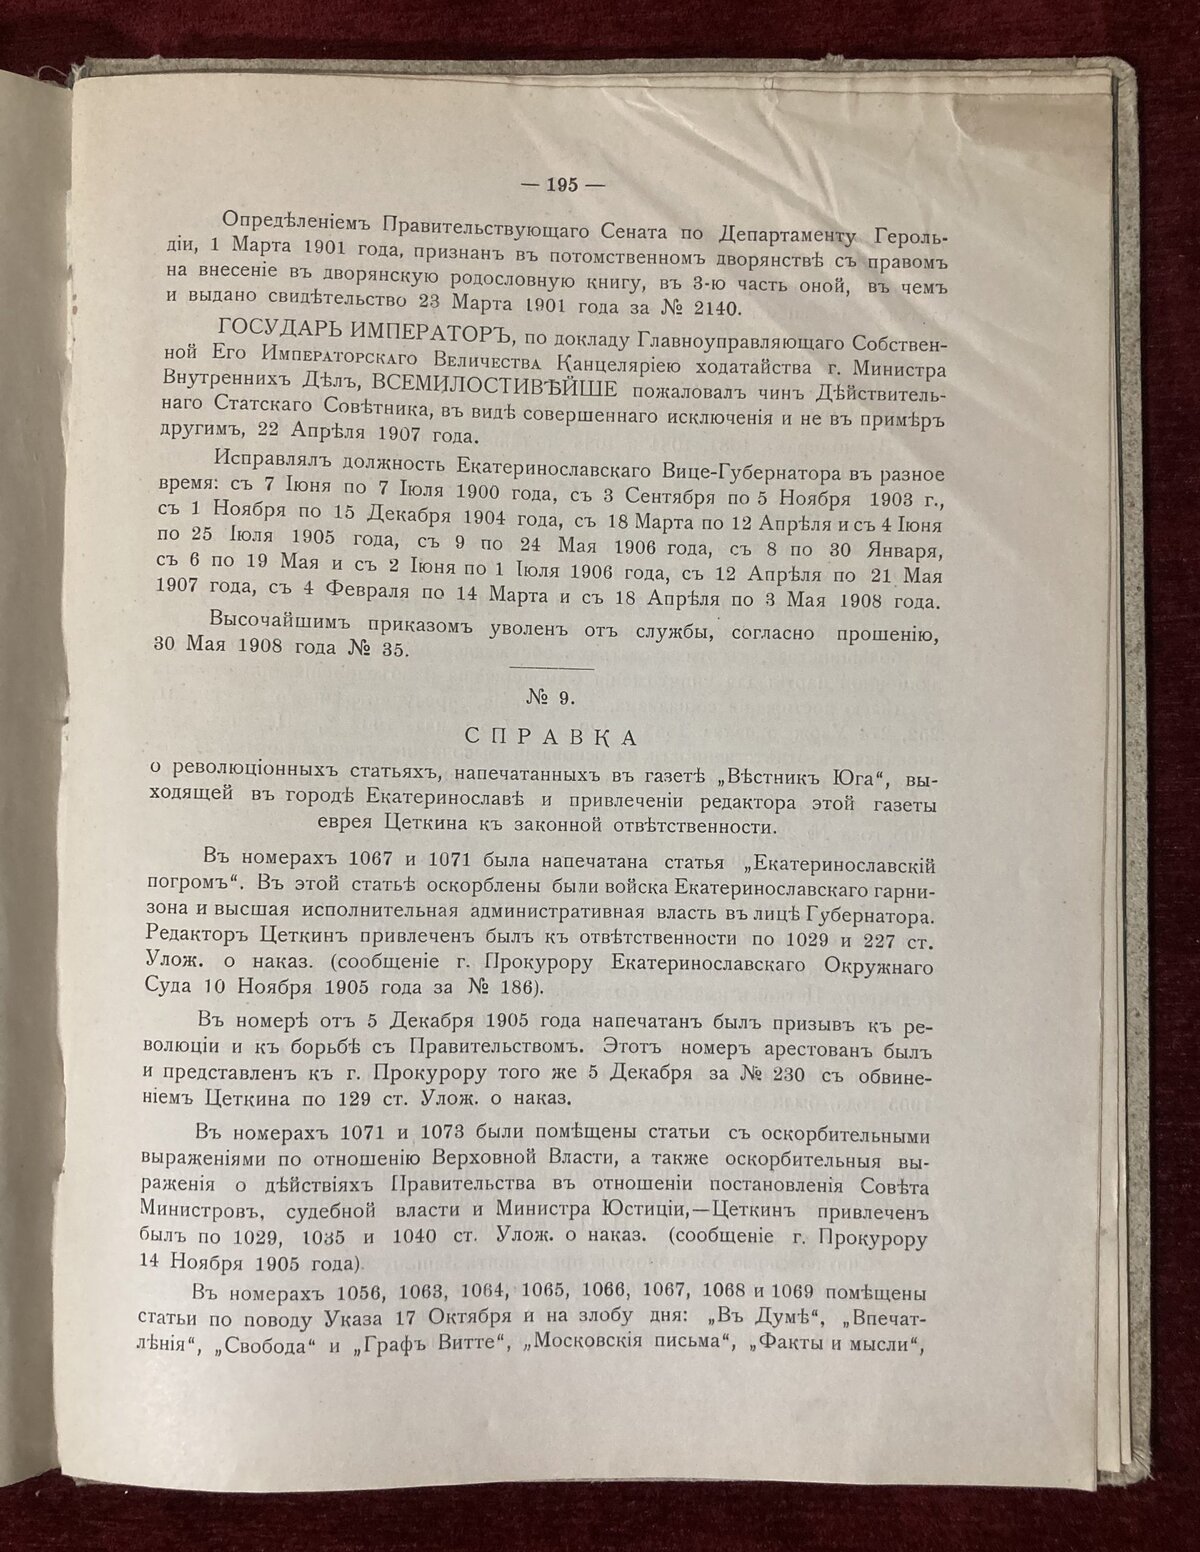 — 195 —
Опредѣленіемъ Правительствующаго Сената по Департаменту Героль-
діи, 1 Марта 1901 года, признанъ въ потомственномъ дворянствѣ съ правомъ
на внесеніе въ дворянскую родословную книгу, въ 3-ю часть оной, въ чемъ
и выдано свидѣтельство 23 Марта 1901 года за № 2140.
ГОСУДАРЬ ИМПЕРАТОРЪ, по докладу Главноуправляющаго Собствен-
ной Его Императорскаго Величества Канцеляріею ходатайства г. Министра
Внутреннихъ Дѣлъ, ВСЕМИЛОСТИВѢЙШЕ пожаловалъ чинъ Дѣйствитель-
наго Статскаго Совѣтника, въ видѣ совершеннаго исключенія и не въ примѣръ
другимъ, 22 Апрѣля 1907 года.
Исправлялъ должность Екатеринославскаго Вице-Губернатора въ разное
время: съ 7 Іюня по 7 Іюля 1900 года, съ 3 Сентября по 5 Ноября 1903 г.,
съ 1 Ноября по 15 Декабря 1904 года, съ 18 Марта по 12 Апрѣля и съ 4 Іюня
по 25 Іюля 1905 года, съ 9 по 24 Мая 1906 года, съ 8 по 30 Января,
съ 6 по 19 Мая и съ 2 Іюня по 1 Іюля 1906 года, съ 12 Апрѣля по 21 Мая
1907 года, съ 4 Февраля по 14 Марта и съ 18 Апрѣля по 3 Мая 1908 года.
Высочайшимъ приказомъ уволенъ отъ службы, согласно прошенію,
30 Мая 1908 года № 35.
№ 9.
СПРАВКА
о революціонныхъ статьяхъ, напечатанныхъ въ газетѣ „Вѣстникъ Юга“, вы-
ходящей въ городѣ Екатеринославѣ и привлеченіи редактора этой газеты
еврея Цеткина къ законной отвѣтственности.
Въ номерахъ 1067 и 1071 была напечатана статья „Екатеринославскій
погромъ“. Въ этой статьѣ оскорблены были войска Екатеринославскаго гарни-
зона и высшая исполнительная административная власть въ лицѣ Губернатора.
Редакторъ Цеткинъ привлеченъ былъ къ отвѣтственности по 1029 и 227 ст.
Улож. о наказ. (сообщеніе г. Прокурору Екатеринославскаго Окружнаго
Суда 10 Ноября 1905 года за № 186).
Въ номерѣ отъ 5 Декабря 1905 года напечатанъ былъ призывъ къ ре-
волюціи и къ борьбѣ съ Правительствомъ. Этотъ номеръ арестованъ былъ
и представленъ къ г. Прокурору того же 5 Декабря за № 230 съ обвине-
ніемъ Цеткина по 129 ст. Улож. о наказ.
Въ номерахъ 1071 и 1073 были помѣщены статьи съ оскорбительными
выраженіями по отношенію Верховной Власти, а также оскорбительныя вы-
раженія о дѣйствіяхъ Правительства въ отношеніи постановленія Совѣта
Министровъ, судебной власти и Министра Юстиціи,—Цеткинъ привлеченъ
былъ по 1029, 1035 и 1040 ст. Улож. о наказ. (сообщеніе г. Прокурору
14 Ноября 1905 года).
Въ номерахъ 1056, 1063, 1064, 1065, 1066, 1067, 1068 и 1069 помѣщены
статьи по поводу Указа 17 Октября и на злобу дня: „Въ Думѣ“, „Впечат-
лѣнія“, „Свобода“ и „Графъ Витте“, „Московскія письма“, „Факты и мысли“,